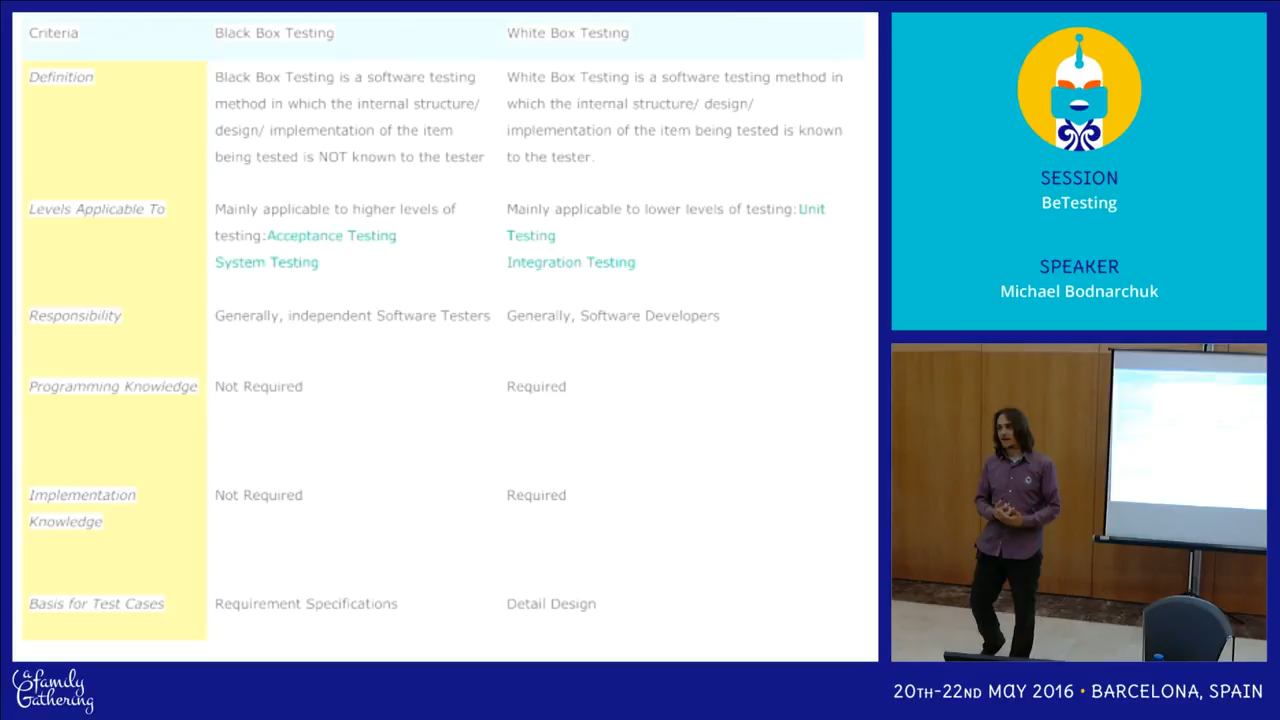 Criteria Black Box Testing White Box Testing
Definition
Black Box Testing is a software testing
method in which the internal structure/
design/ implementation of the item
being tested is NOT known to the tester
White Box Testing is a software testing method in
which the internal structure/ design/
implementation of the item being tested is known
to the tester.
Levels Applicable To
Mainly applicable to higher levels of
testing:Acceptance Testing
System Testing
Mainly applicable to lower levels of testing:Unit
Testing
Integration Testing
Responsibility
Generally, independent Software Testers
Generally, Software Developers
Programming Knowledge
Not Required
Required
Implementation
Knowledge
Not Required
Required
Basis for Test Cases
Requirement Specifications
Detail Design
SESSION
BeTesting
SPEAKER
Michael Bodnarchuk
a family
Gathering
20TH-22ND MAY 2016 • BARCELONA, SPAIN